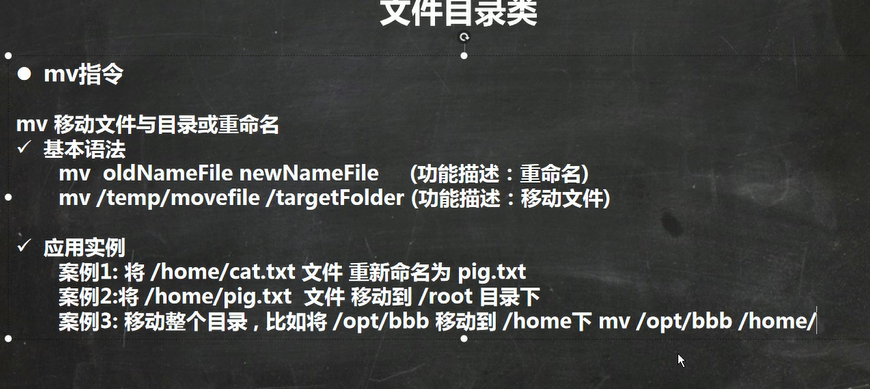 文件目录类
mv指令
mv 移动文件与目录或重命名
基本语法
mv  oldNameFile newNameFile     (功能描述：重命名)
mv /temp/movefile /targetFolder (功能描述：移动文件)
应用实例
案例1: 将 /home/cat.txt 文件 重新命名为 pig.txt
案例2:将 /home/pig.txt  文件 移动到 /root 目录下
案例3: 移动整个目录 , 比如将 /opt/bbb 移动到 /home下 mv /opt/bbb /home/